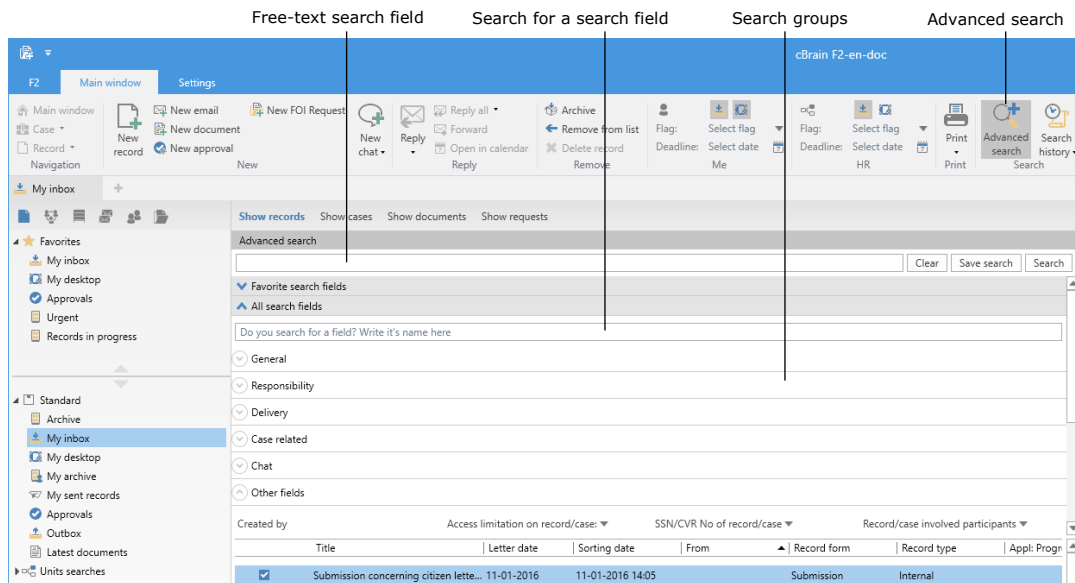 Free-text search field Search for a search field Search groups Advanced search
cBrain F2-en-doc
F2 Main window Settings
Main window New email New FOI Request Reply all Archive
Case New document Forward Remove from list Flag: Select flag Flag: Select flag
Record New record New approval New chat Reply Open in calendar Delete record Deadline: Select date Deadline: Select date Print Advanced search Search history
Navigation New Reply Remove Me HR Print Search
My inbox +
Show records Show cases Show documents Show requests
Favorites Advanced search
My inbox Clear Save search Search
My desktop Favorite search fields
Approvals All search fields
Urgent
Records in progress Do you search for a field? Write it's name here
General
Responsibility
Standard
Archive Delivery
My inbox Case related
My desktop
My archive Chat
My sent records Other fields
Approvals
Outbox Created by Access limitation on record/case: SSN/CVR No of record/case Record/case involved participants
Latest documents Title Letter date Sorting date From Record form Record type Appl: Progr
Units searches Submission concerning citizen lette... 11-01-2016 11-01-2016 14:05 Submission Internal